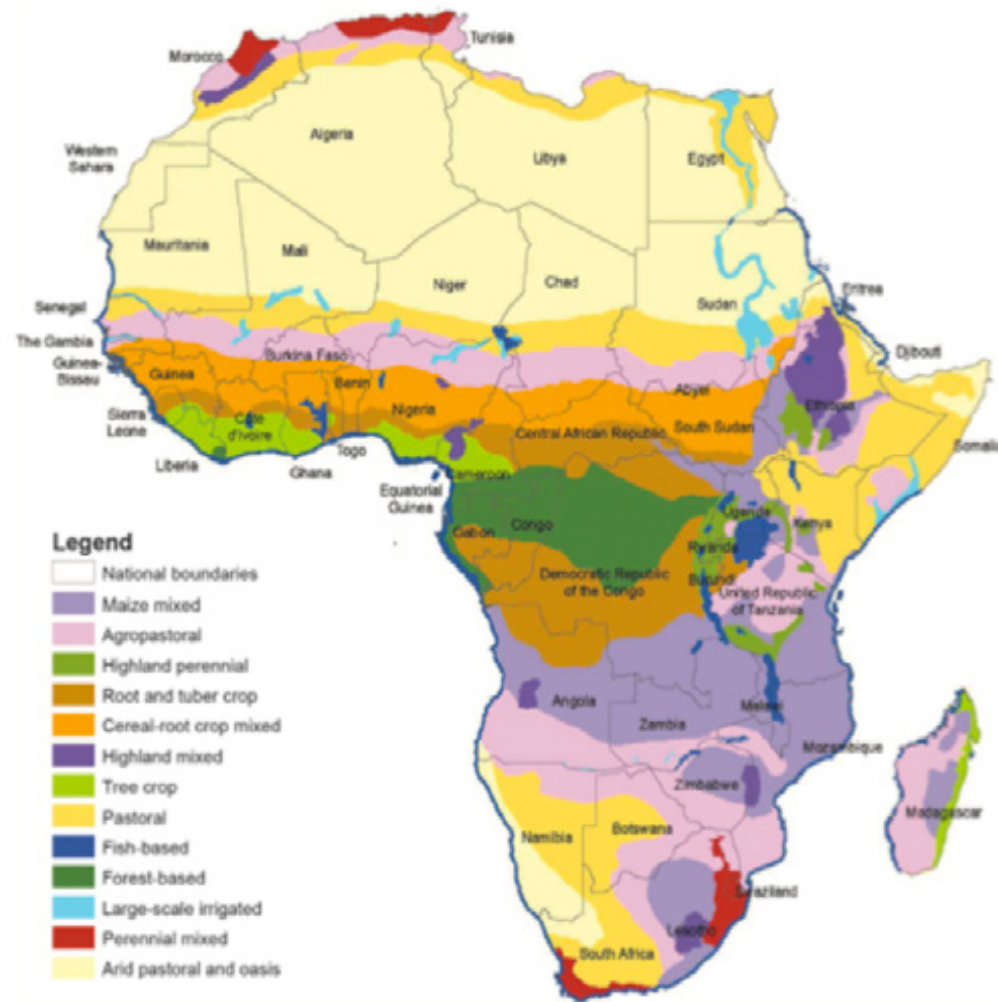 Tunisia
Morocco
Algeria
Western
Sahara
Libya
Egypt
Mauritania
Mali
Niger
Chad
Sudan
Eritrea
Senegal
The Gambia
Guinea-
Bissau
Burkina Faso
Djibouti
Guinea
Benin
Abyei
Nigeria
Ethiopia
Sierra
Leone
Côte
d'Ivoire
Central African Republic
South Sudan
Somalia
Liberia
Togo
Ghana
Cameroon
Equatorial
Guinea
Uganda
Kenya
Congo
Gabon
Rwanda
Democratic Republic
of the Congo
Burundi
United Republic
of Tanzania
Legend
National boundaries
Maize mixed
Agropastoral
Highland perennial
Root and tuber crop
Cereal-root crop mixed
Highland mixed
Tree crop
Pastoral
Fish-based
Forest-based
Large-scale irrigated
Perennial mixed
Arid pastoral and oasis
Angola
Malawi
Zambia
Mozambique
Zimbabwe
Madagascar
Namibia
Botswana
Swaziland
Lesotho
South Africa